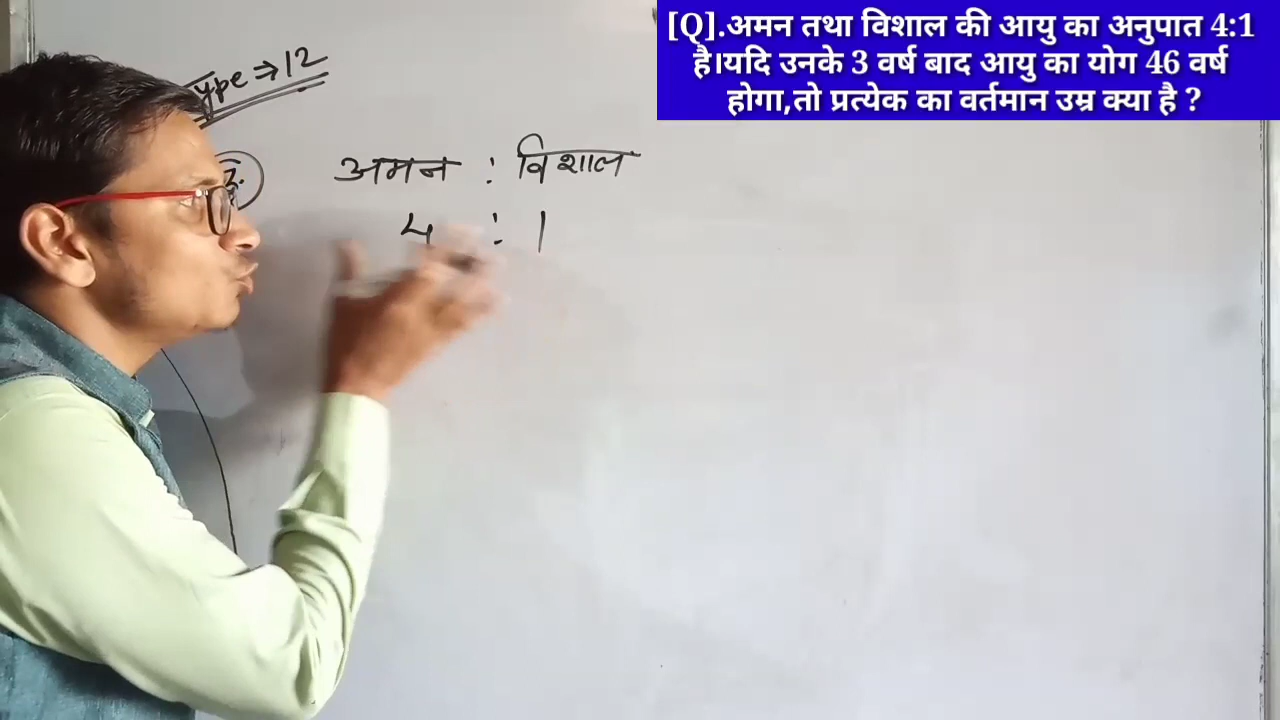 [Q].अमन तथा विशाल की आयु का अनुपात 4:1
है।यदि उनके 3 वर्ष बाद आयु का योग 46 वर्ष
होगा,तो प्रत्येक का वर्तमान उम्र क्या है ?
ype ⇒ 12
अमन : विशाल
4 : 1